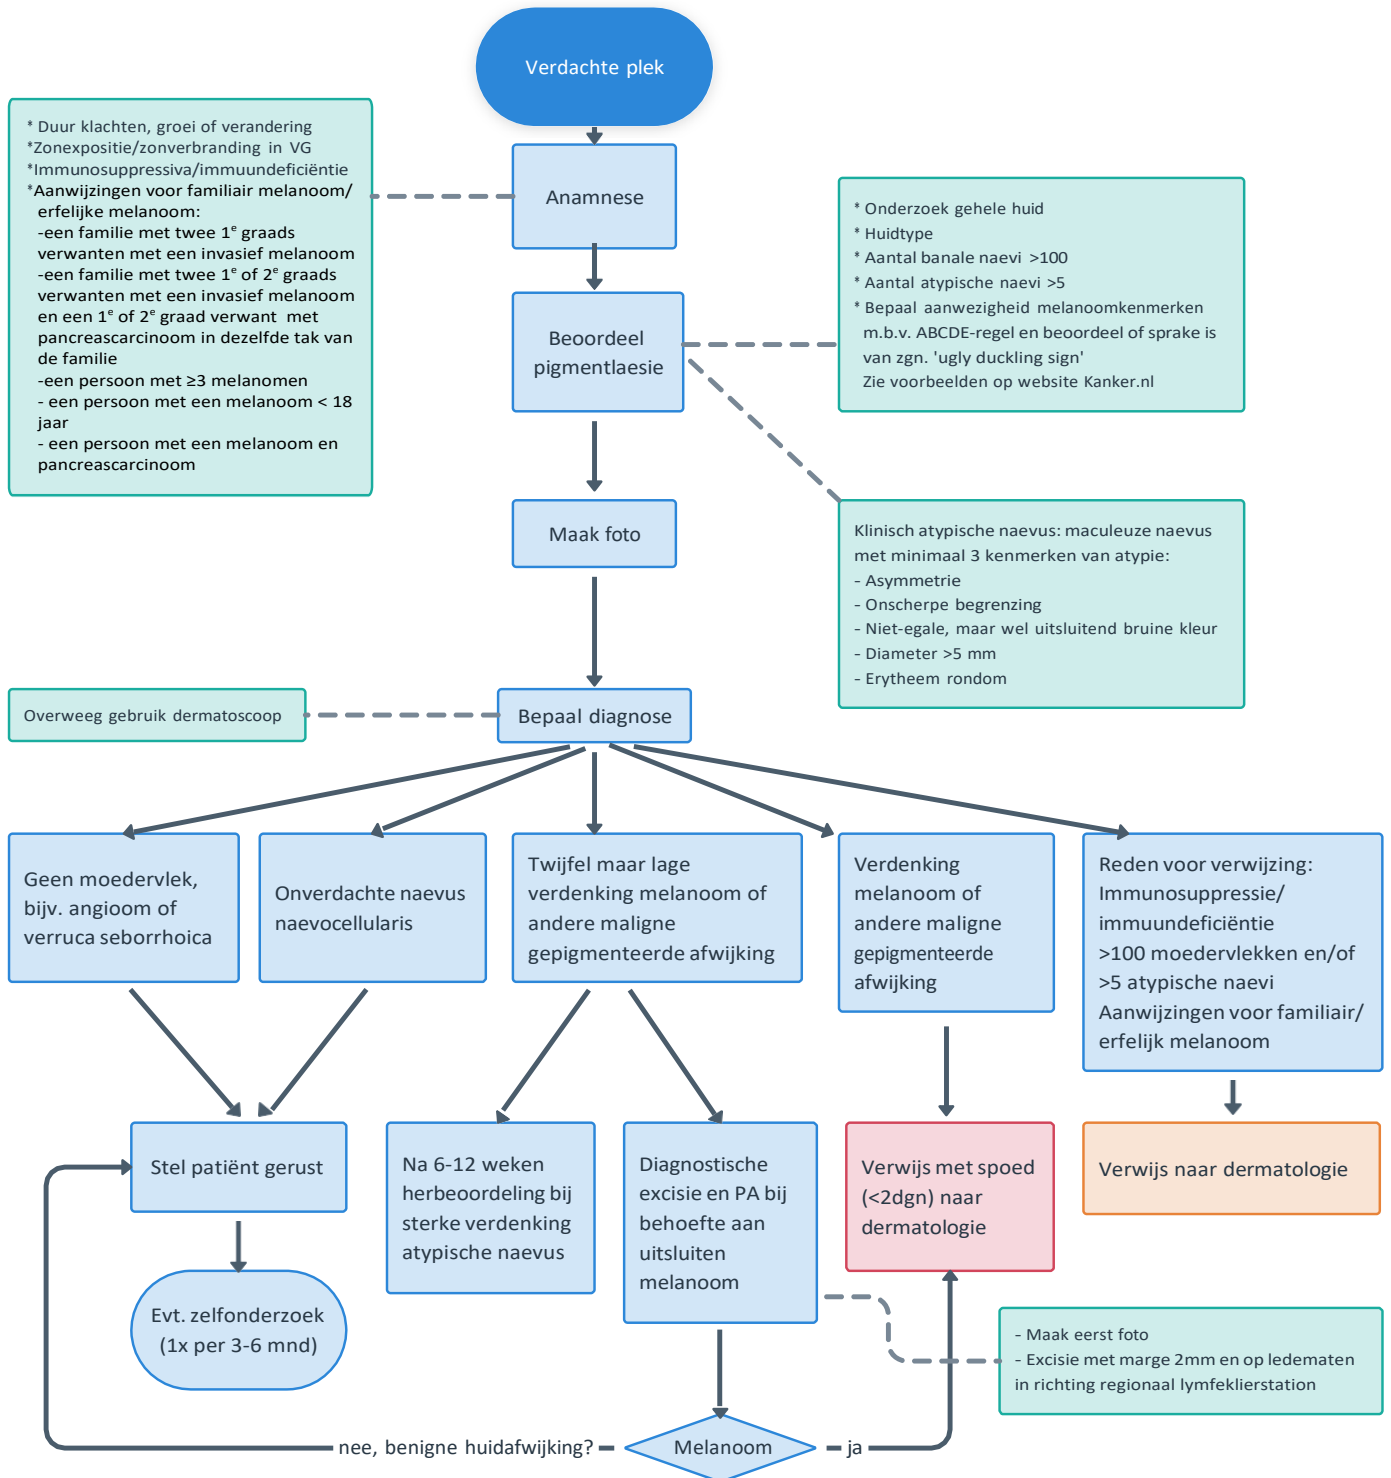 Verdachte plek
* Duur klachten, groei of verandering
*Zonexpositie/zonverbranding in VG
*Immunosuppressiva/immuundeficiëntie
*Aanwijzingen voor familiair melanoom/
erfelijke melanoom:
-een familie met twee 1e graads
verwanten met een invasief melanoom
-een familie met twee 1e of 2e graads
verwanten met een invasief melanoom
en een 1e of 2e graad verwant met
pancreascarcinoom in dezelfde tak van
de familie
-een persoon met ≥3 melanomen
- een persoon met een melanoom < 18
jaar
- een persoon met een melanoom en
pancreascarcinoom
Anamnese
* Onderzoek gehele huid
* Huidtype
* Aantal banale naevi >100
* Aantal atypische naevi >5
* Bepaal aanwezigheid melanoomkenmerken
m.b.v. ABCDE-regel en beoordeel of sprake is
van zgn. 'ugly duckling sign'
Zie voorbeelden op website Kanker.nl
Beoordeel
pigmentlaesie
Maak foto
Klinisch atypische naevus: maculeuze naevus
met minimaal 3 kenmerken van atypie:
- Asymmetrie
- Onscherpe begrenzing
- Niet-egale, maar wel uitsluitend bruine kleur
- Diameter >5 mm
- Erytheem rondom
Overweeg gebruik dermatoscoop
Bepaal diagnose
Geen moedervlek,
bijv. angioom of
verruca seborrhoica
Onverdachte naevus
naevocellularis
Twijfel maar lage
verdenking melanoom of
andere maligne
gepigmenteerde afwijking
Verdenking
melanoom of
andere maligne
gepigmenteerde
afwijking
Reden voor verwijzing:
Immunosuppressie/
immuundeficiëntie
>100 moedervlekken en/of
>5 atypische naevi
Aanwijzingen voor familiair/
erfelijk melanoom
Stel patiënt gerust
Na 6-12 weken
herbeoordeling bij
sterke verdenking
atypische naevus
Diagnostische
excisie en PA bij
behoefte aan
uitsluiten
melanoom
Verwijs met spoed
(<2dgn) naar
dermatologie
Verwijs naar dermatologie
Evt. zelfonderzoek
(1x per 3-6 mnd)
- Maak eerst foto
- Excisie met marge 2mm en op ledematen
in richting regionaal lymfeklierstation
nee, benigne huidafwijking?
Melanoom
ja